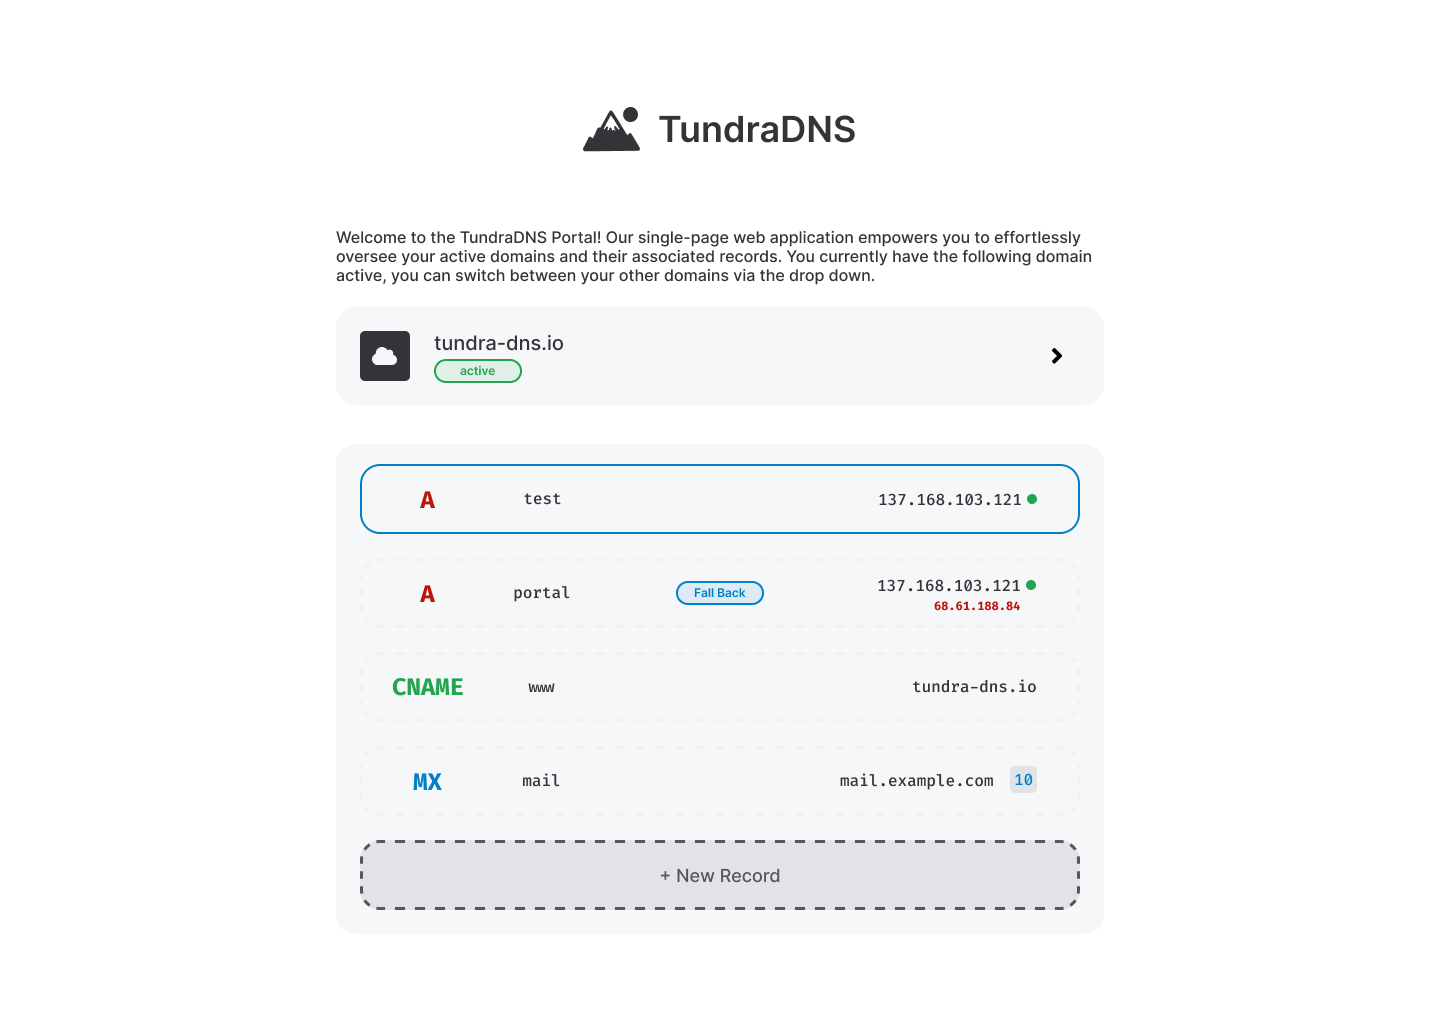 TundraDNS
Welcome to the TundraDNS Portal! Our single-page web application empowers you to effortlessly
oversee your active domains and their associated records. You currently have the following domain
active, you can switch between your other domains via the drop down.
tundra-dns.io
active
A test 137.168.103.121
A portal Fall Back 137.168.103.121
68.61.188.84
CNAME www tundra-dns.io
MX mail mail.example.com 10
+ New Record